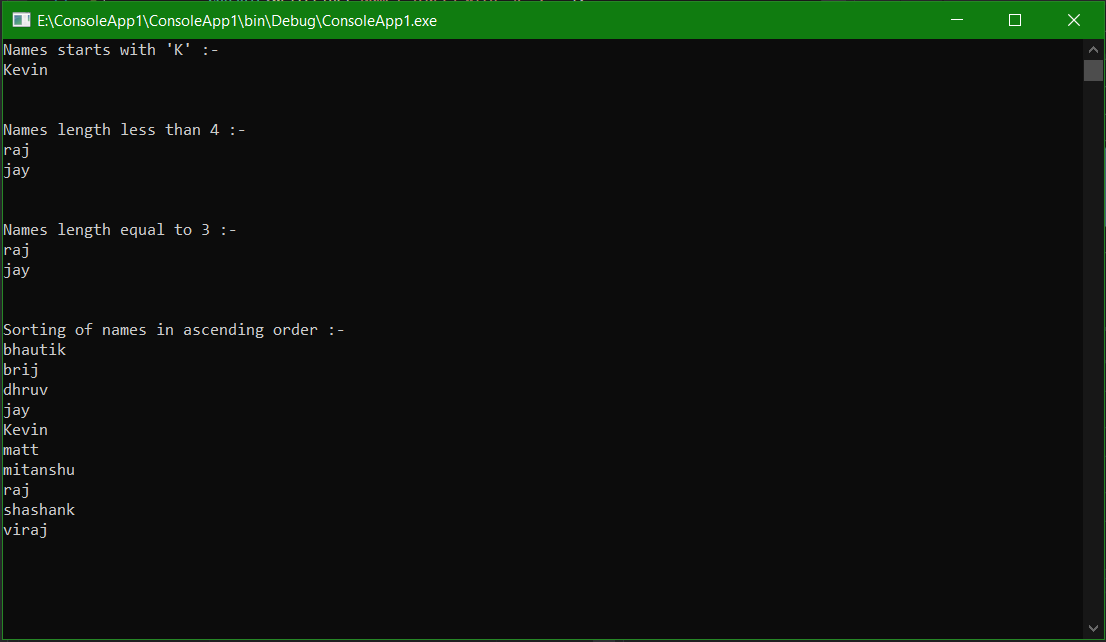 E:\ConsoleApp1\ConsoleApp1\bin\Debug\ConsoleApp1.exe
Names starts with 'K' :-
Kevin
Names length less than 4 :-
raj
jay
Names length equal to 3 :-
raj
jay
Sorting of names in ascending order :-
bhautik
brij
dhruv
jay
Kevin
matt
mitanshu
raj
shashank
viraj